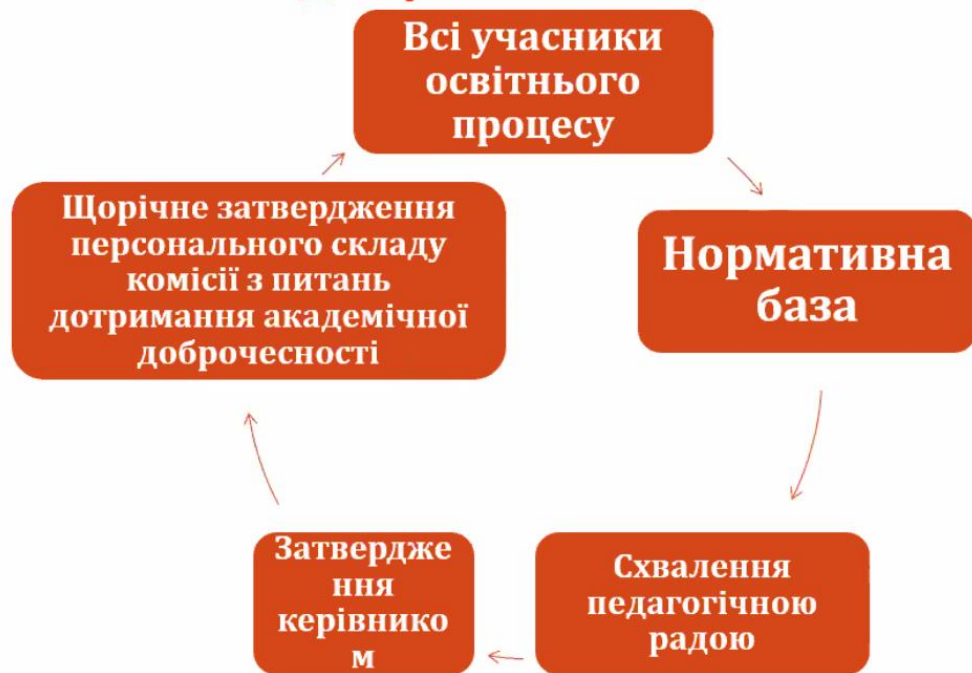 Всі учасники
освітнього
процесу
Нормативна
база
Схвалення
педагогічною
радою
Затвердже
ння
керівнико
м
Щорічне затвердження
персонального складу
комісії з питань
дотримання академічної
доброчесності